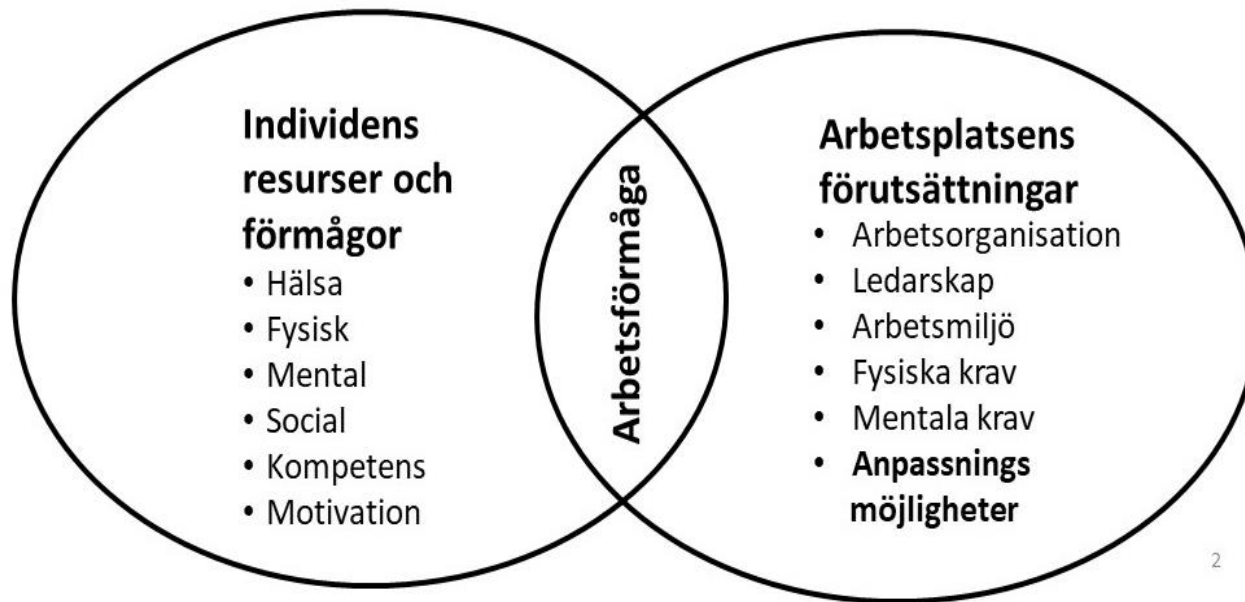 Individens
resurser och
förmågor
• Hälsa
• Fysisk
• Mental
• Social
• Kompetens
• Motivation
Arbetsförmåga
Arbetsplatsens
förutsättningar
• Arbetsorganisation
• Ledarskap
• Arbetsmiljö
• Fysiska krav
• Mentala krav
• Anpassnings
möjligheter
2